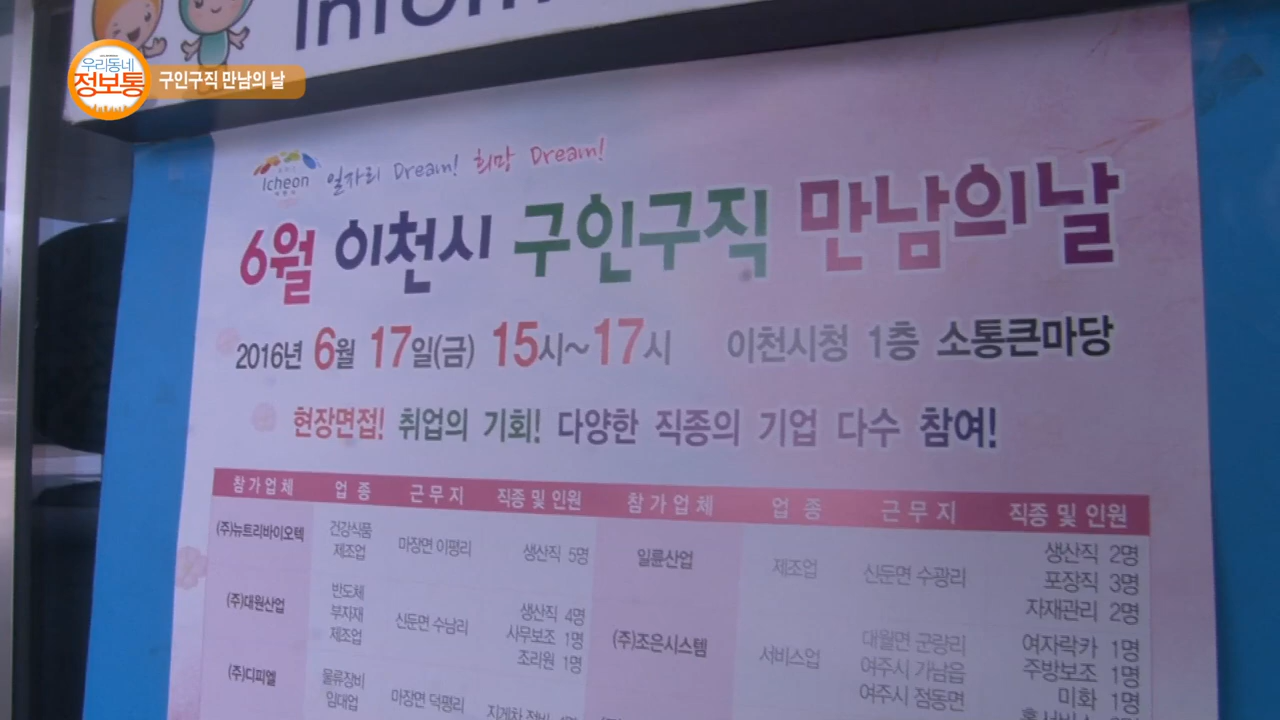 Inform
우리동네
정보통
구인구직 만남의 날
Icheon
일자리 Dream! 희망 Dream!
6월 이천시 구인구직 만남의날
2016년 6월 17일(금) 15시~17시 이천시청 1층 소통큰마당
현장면접! 취업의 기회! 다양한 직종의 기업 다수 참여!
참가업체 업종 근무지 직종 및 인원 참가업체 업종 근무지 직종 및 인원
(주)뉴트리바이오텍 건강식품 제조업 마장면 이평리 생산직 5명
일륜산업 제조업 신둔면 수광리 생산직 2명
포장직 3명
자재관리 2명
(주)대원산업 반도체 부자재 제조업 신둔면 수남리 생산직 4명
사무보조 1명
조리원 1명
(주)조은시스템 서비스업 대월면 군량리 여자락카 1명
여주시 가남읍 주방보조 1명
여주시 점동면 미화 1명
(주)디피엘 물류장비 임대업 마장면 덕평리